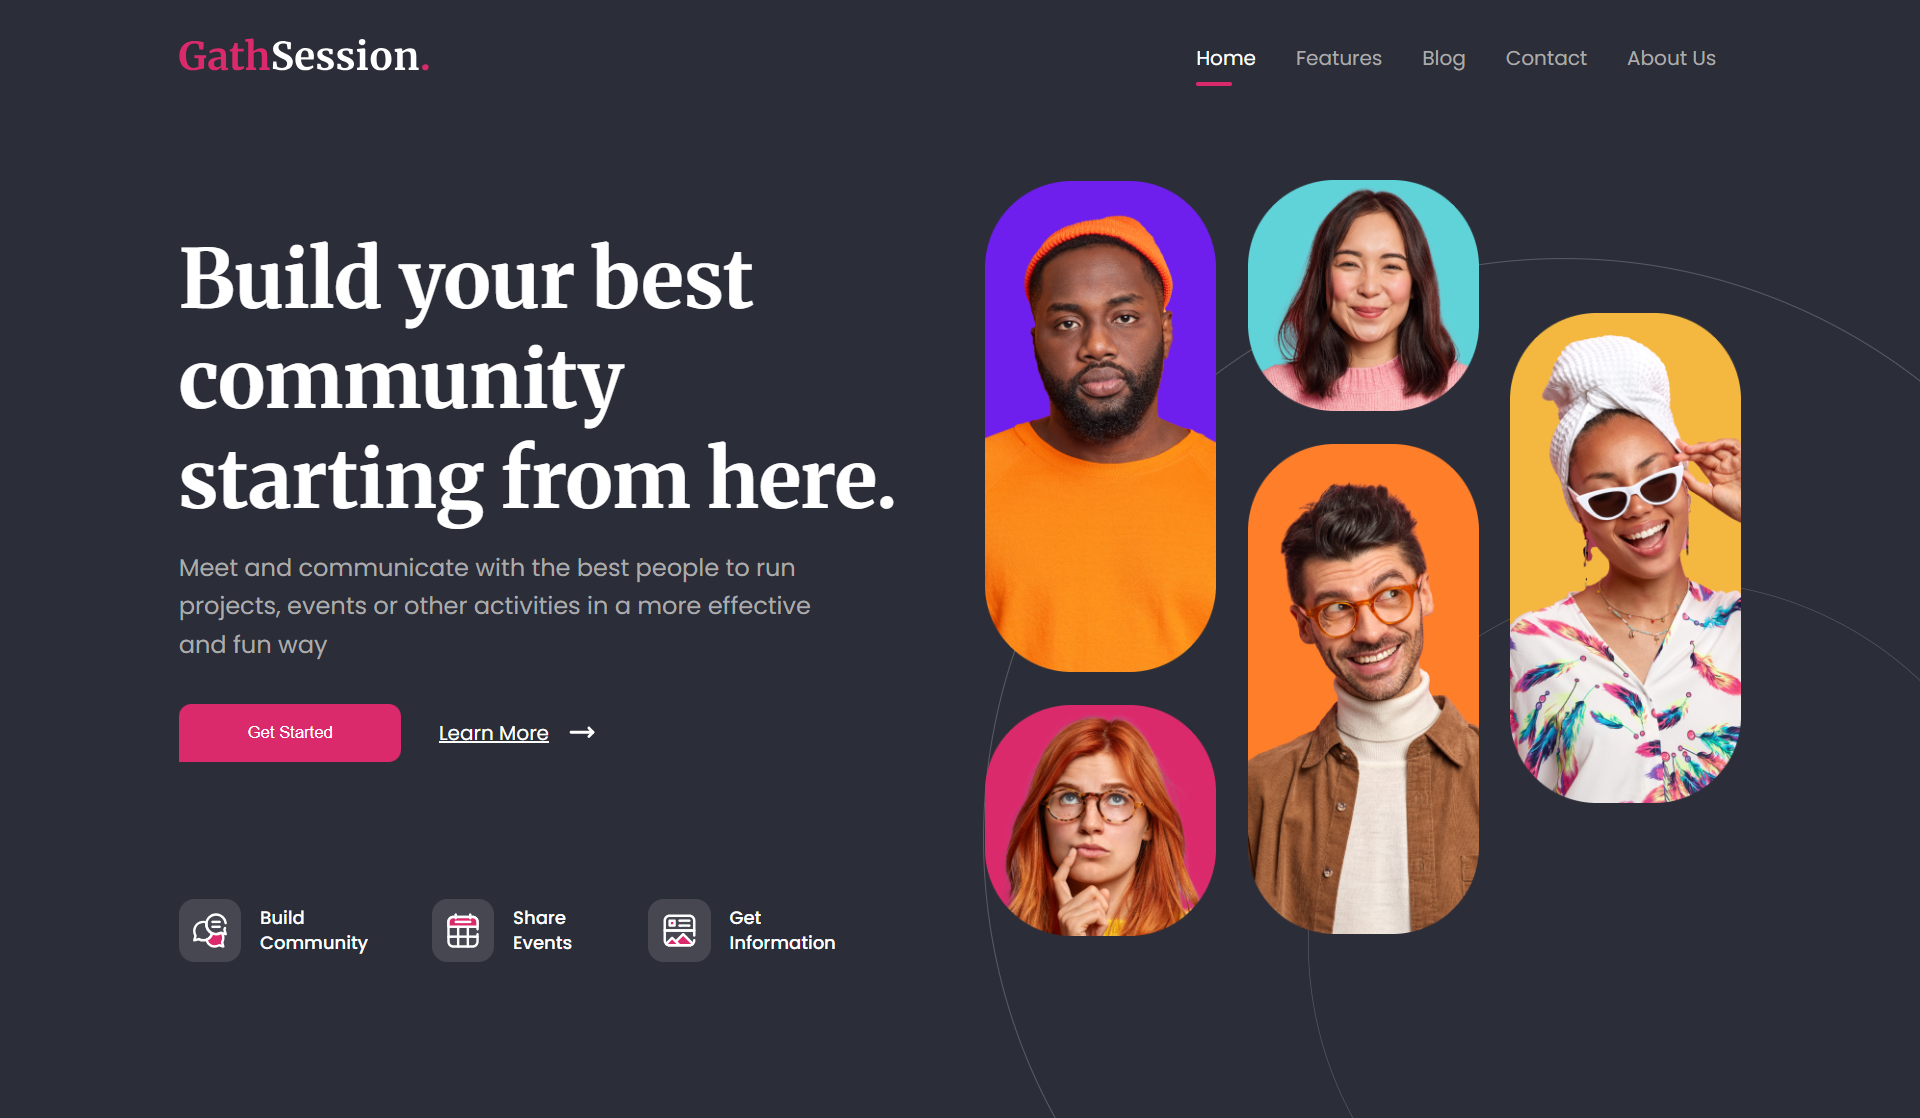 GathSession.
Home Features Blog Contact About Us
Build your best
community
starting from here.
Meet and communicate with the best people to run
projects, events or other activities in a more effective
and fun way
Get Started
Learn More
Build
Community
Share
Events
Get
Information